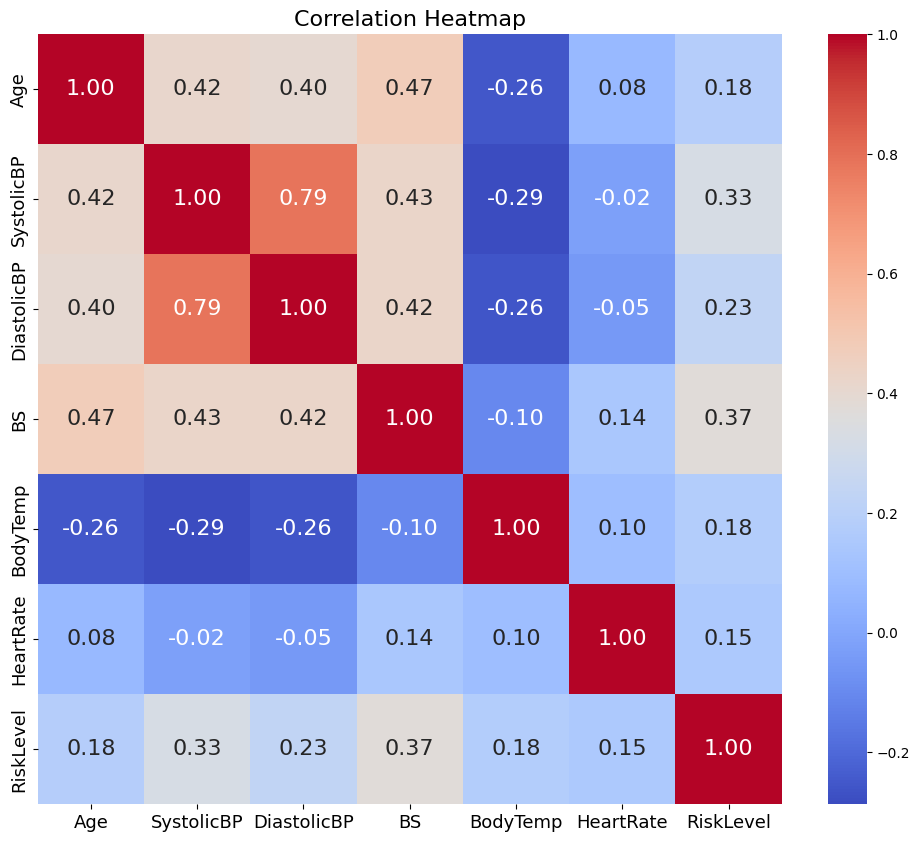 Correlation Heatmap
Age 1.00 0.42 0.40 0.47 -0.26 0.08 0.18
SystolicBP 0.42 1.00 0.79 0.43 -0.29 -0.02 0.33
DiastolicBP 0.40 0.79 1.00 0.42 -0.26 -0.05 0.23
BS 0.47 0.43 0.42 1.00 -0.10 0.14 0.37
BodyTemp -0.26 -0.29 -0.26 -0.10 1.00 0.10 0.18
HeartRate 0.08 -0.02 -0.05 0.14 0.10 1.00 0.15
RiskLevel 0.18 0.33 0.23 0.37 0.18 0.15 1.00
Age SystolicBP DiastolicBP BS BodyTemp HeartRate RiskLevel
1.0
0.8
0.6
0.4
0.2
0.0
−0.2